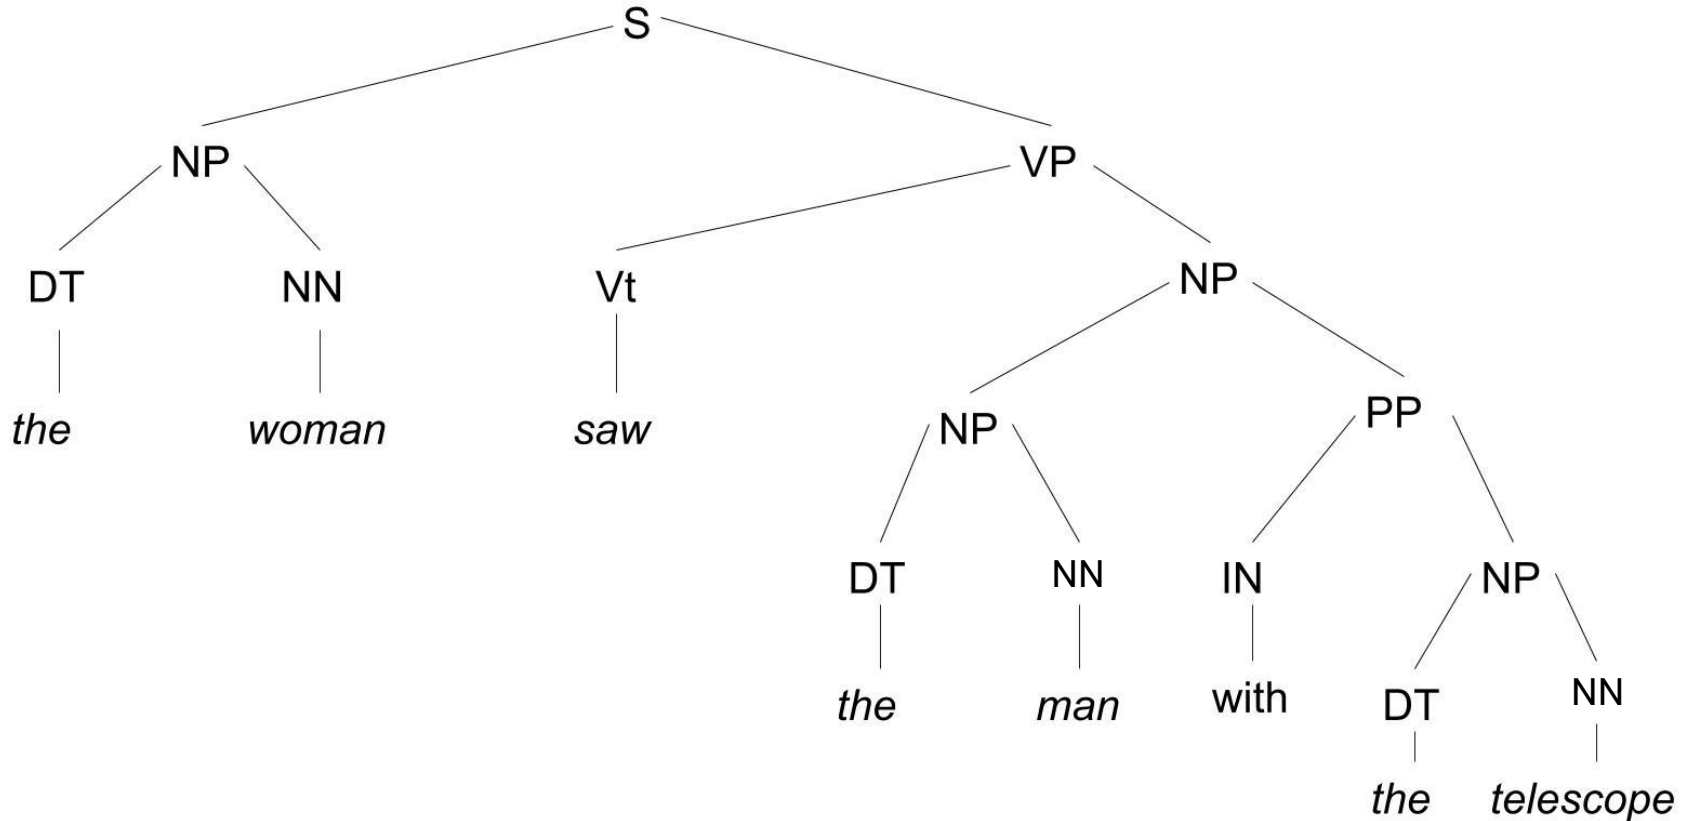 S
NP VP
DT NN Vt NP
the woman saw NP PP
DT NN IN NP
the man with DT NN
the telescope